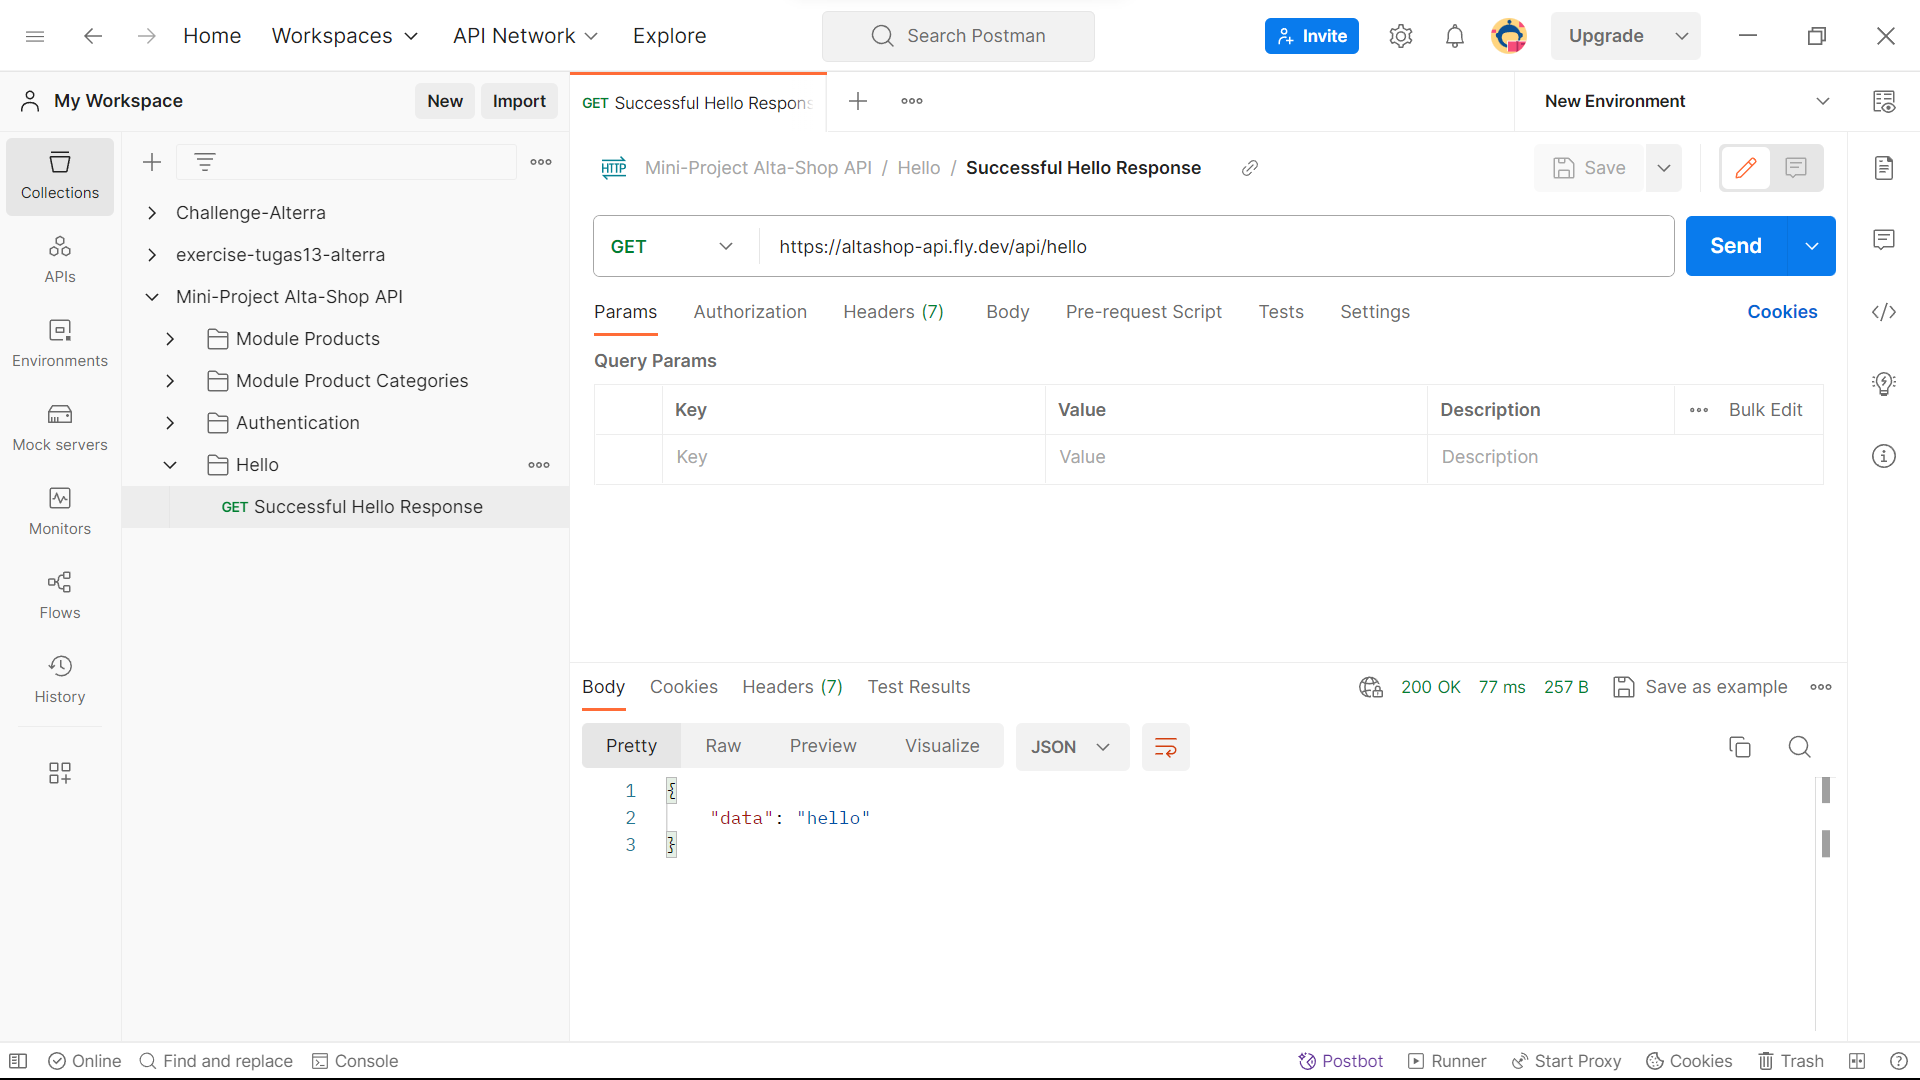 Home Workspaces API Network Explore Search Postman Invite Upgrade
My Workspace New Import GET Successful Hello Respons New Environment
Collections
APIs
Environments
Mock servers
Monitors
Flows
History
Challenge-Alterra
exercise-tugas13-alterra
Mini-Project Alta-Shop API
Module Products
Module Product Categories
Authentication
Hello
GET Successful Hello Response
HTTP Mini-Project Alta-Shop API / Hello / Successful Hello Response Save
GET https://altashop-api.fly.dev/api/hello Send
Params Authorization Headers (7) Body Pre-request Script Tests Settings Cookies
Query Params
Key Value Description Bulk Edit
Key Value Description
Body Cookies Headers (7) Test Results 200 OK 77 ms 257 B Save as example
Pretty Raw Preview Visualize JSON
1 {
2 "data": "hello"
3 }
Online Find and replace Console Postbot Runner Start Proxy Cookies Trash